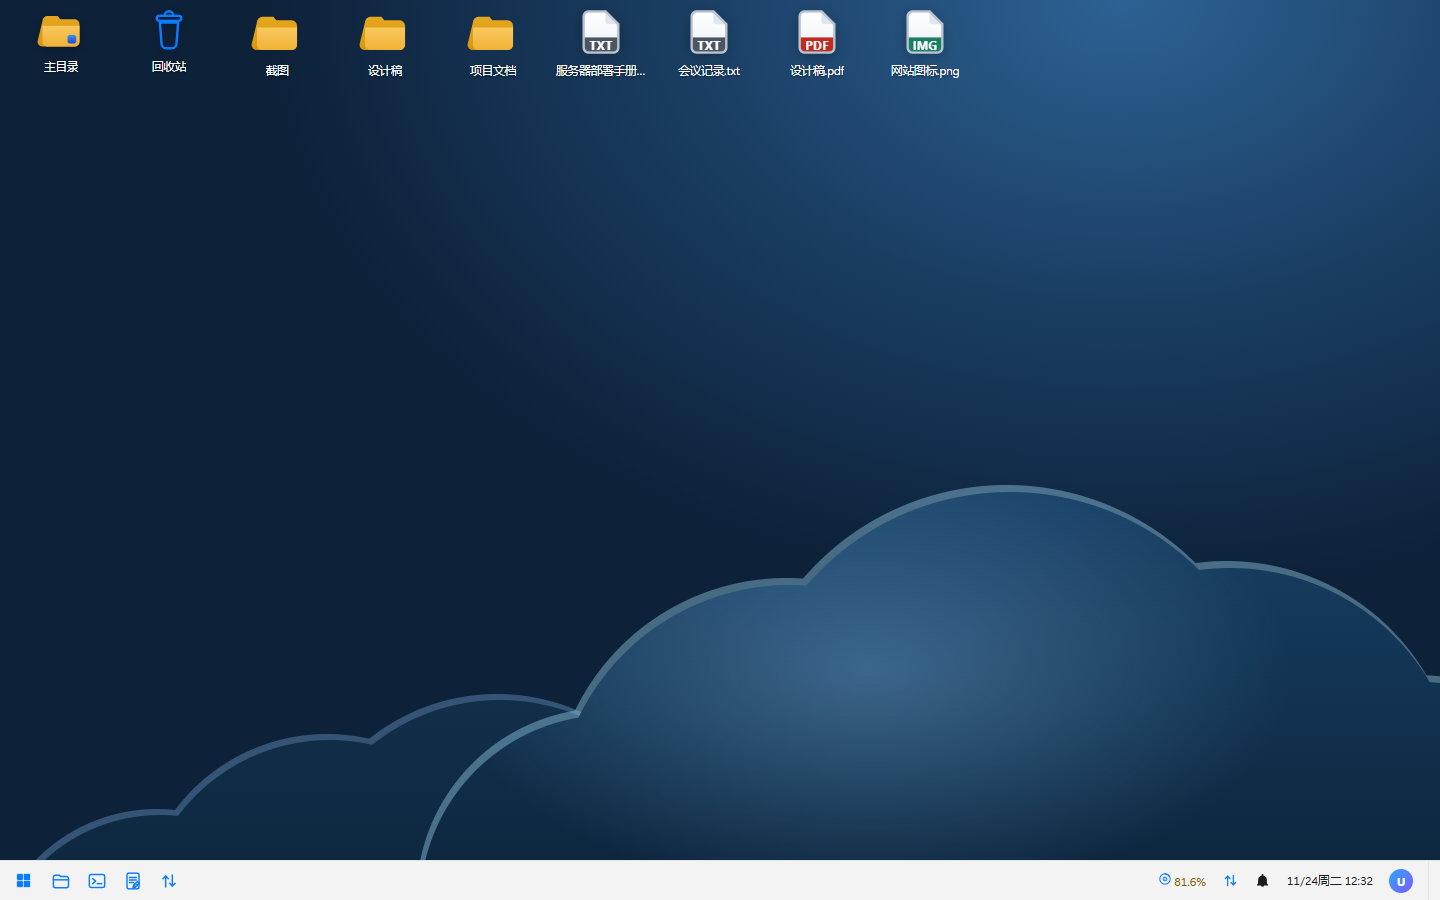 主目录
回收站
截图
设计稿
项目文档
TXT
服务器部署手册...
TXT
会议记录.txt
PDF
设计稿.pdf
IMG
网站图标.png
81.6%
11/24周二 12:32
U